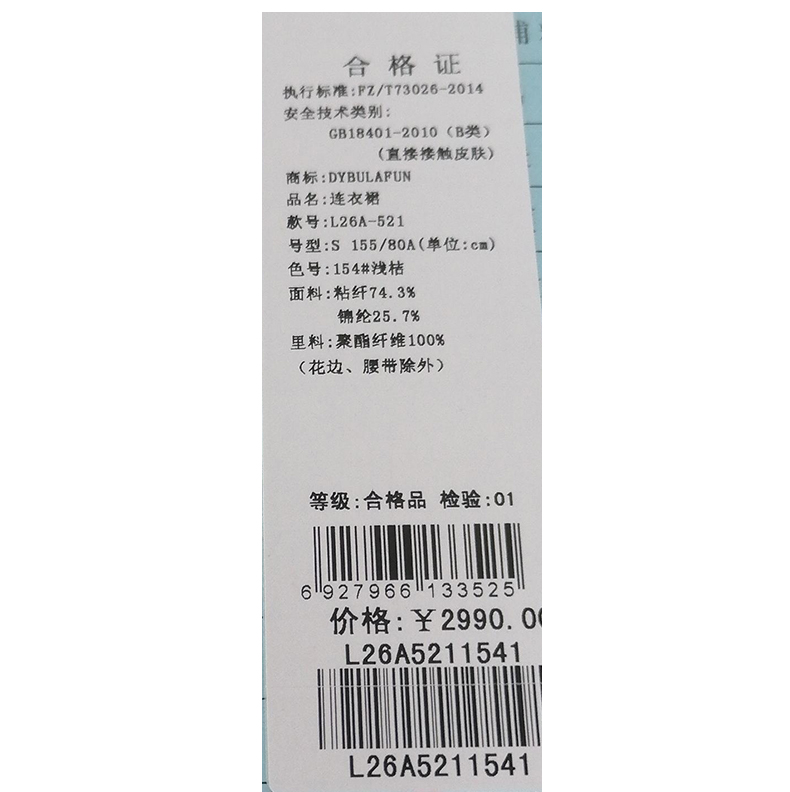 合格证
执行标准:FZ/T73026-2014
安全技术类别:
GB18401-2010（B类）
（直接接触皮肤）
商标:DYBULAFUN
品名:连衣裙
款号:L26A-521
号型:S 155/80A(单位:cm)
色号:154#浅桔
面料:粘纤74.3%
锦纶25.7%
里料:聚酯纤维100%
（花边、腰带除外）
等级:合格品 检验:01
6 927966 133525
价格:￥2990.00
L26A5211541
L26A5211541